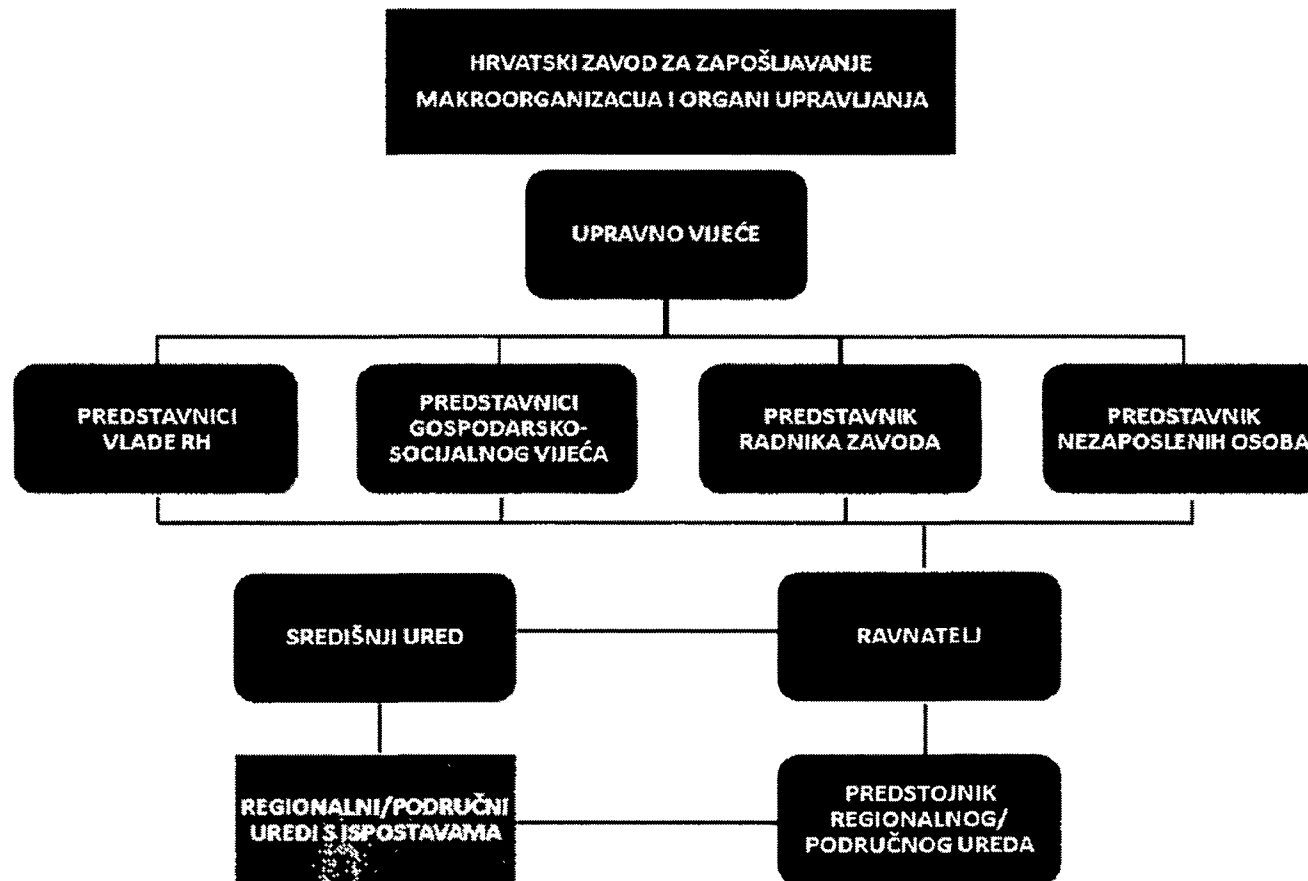 HRVATSKI ZAVOD ZA ZAPOŠLJAVANJE
MAKROORGANIZACIJA I ORGANI UPRAVLJANJA
UPRAVNO VIJEĆE
PREDSTAVNICI
VLADE RH
PREDSTAVNICI
GOSPODARSKO-
SOCIJALNOG VIJEĆA
PREDSTAVNIK
RADNIKA ZAVODA
PREDSTAVNIK
NEZAPOSLENIH OSOBA
SREDIŠNJI URED
RAVNATELJ
REGIONALNI/PODRUČNI
UREDI S ISPOSTAVAMA
PREDSTOJNIK
REGIONALNOG/
PODRUČNOG UREDA